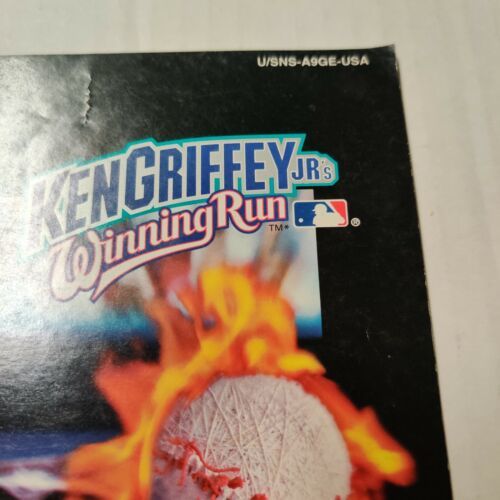 U/SNS-A9GE-USA
KEN GRIFFEY JR's
Winning Run
TM* ®